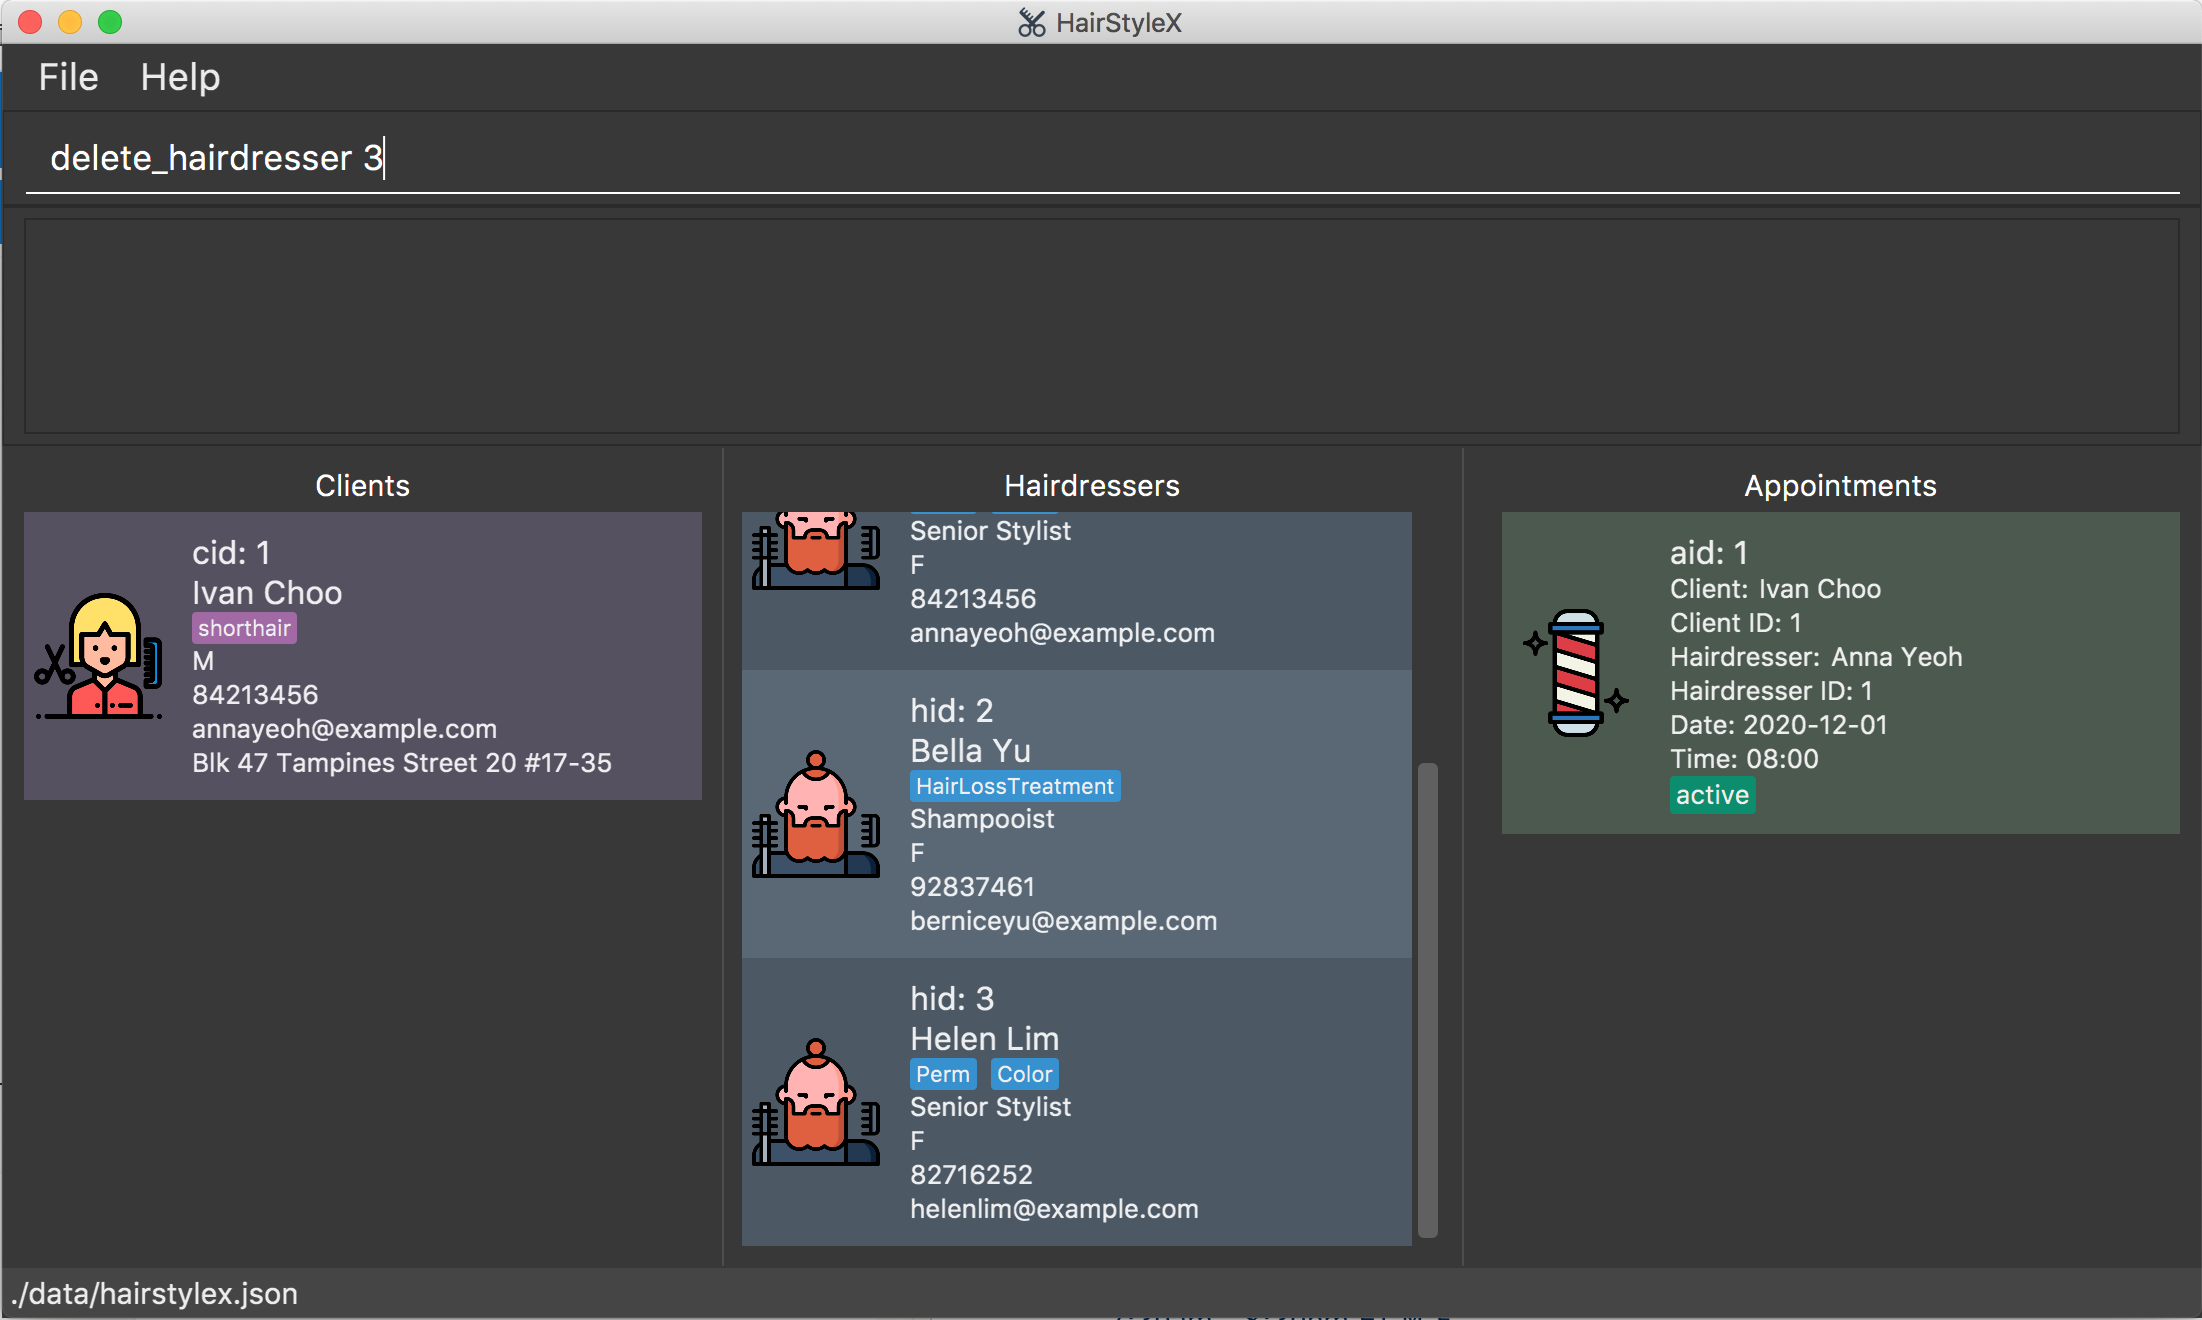 HairStyleX
File Help
delete_hairdresser 3
Clients
cid: 1
Ivan Choo
shorthair
M
84213456
annayeoh@example.com
Blk 47 Tampines Street 20 #17-35
Hairdressers
Senior Stylist
F
84213456
annayeoh@example.com
hid: 2
Bella Yu
HairLossTreatment
Shampooist
F
92837461
berniceyu@example.com
hid: 3
Helen Lim
Perm Color
Senior Stylist
F
82716252
helenlim@example.com
Appointments
aid: 1
Client: Ivan Choo
Client ID: 1
Hairdresser: Anna Yeoh
Hairdresser ID: 1
Date: 2020-12-01
Time: 08:00
active
./data/hairstylex.json